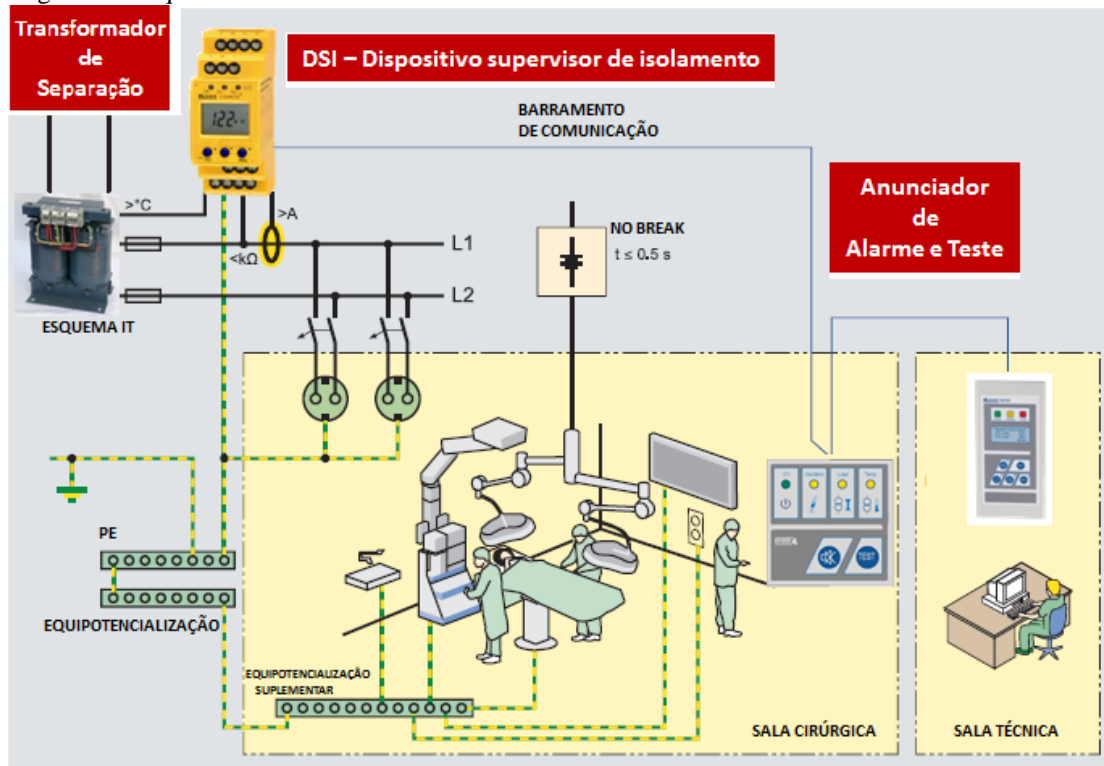 Transformador
de
Separação
DSI – Dispositivo supervisor de isolamento
BARRAMENTO
DE COMUNICAÇÃO
Anunciador
de
Alarme e Teste
>°C
>A
<kΩ
L1
L2
ESQUEMA IT
NO BREAK
t ≤ 0.5 s
PE
EQUIPOTENCIALIZAÇÃO
EQUIPOTENCIALIZAÇÃO
SUPLEMENTAR
TEST
SALA CIRÚRGICA
SALA TÉCNICA